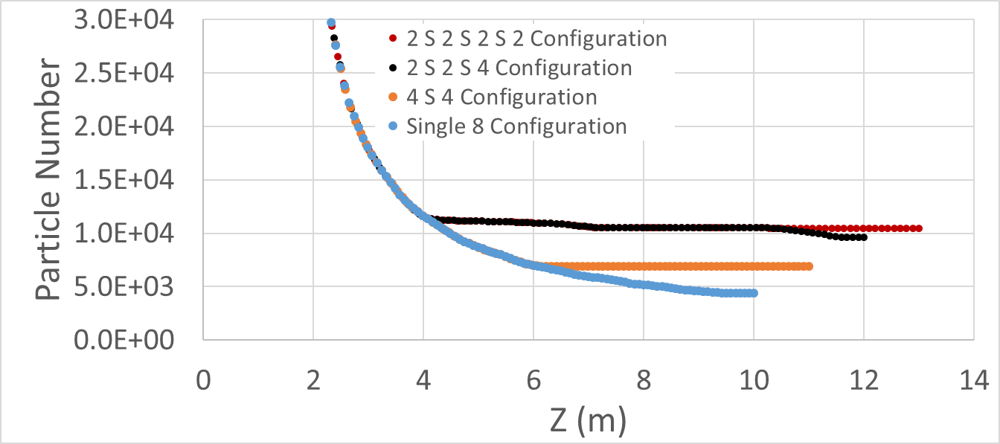 3.0E+04
2.5E+04
2.0E+04
1.5E+04
1.0E+04
5.0E+03
0.0E+00
Particle Number
2 S 2 S 2 S 2 Configuration
2 S 2 S 4 Configuration
4 S 4 Configuration
Single 8 Configuration
0 2 4 6 8 10 12 14
Z (m)